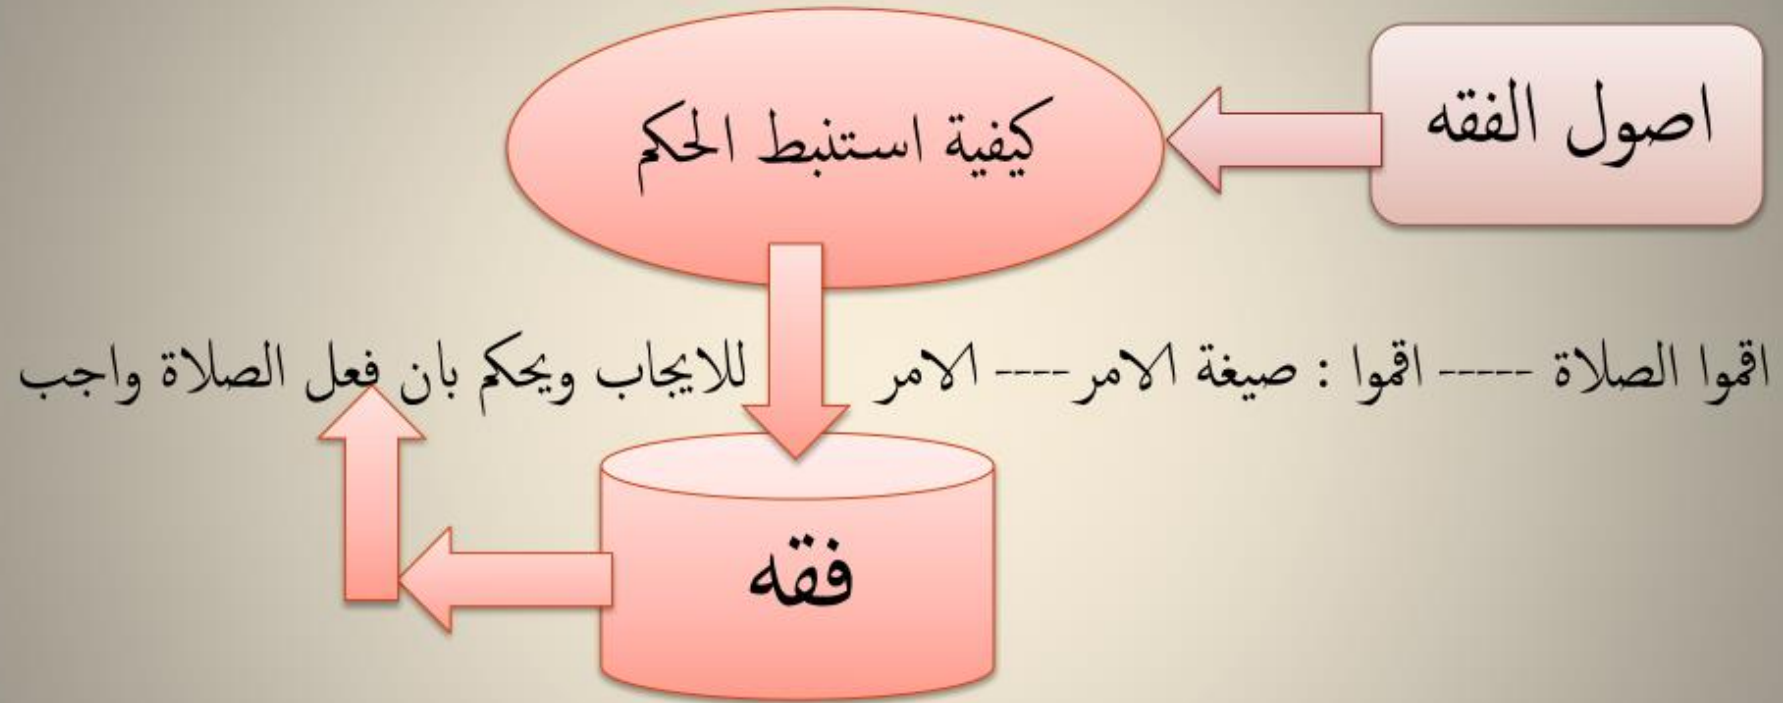 اصول الفقه
كيفية استنبط الحكم
اقموا الصلاة ----- اقموا : صيغة الامر ---- الامر للايجاب ويحكم بان فعل الصلاة واجب
فقه